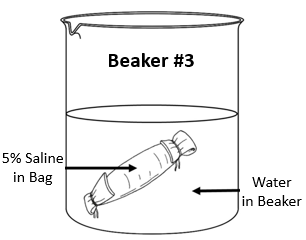 Beaker #3
5% Saline
in Bag
Water
in Beaker